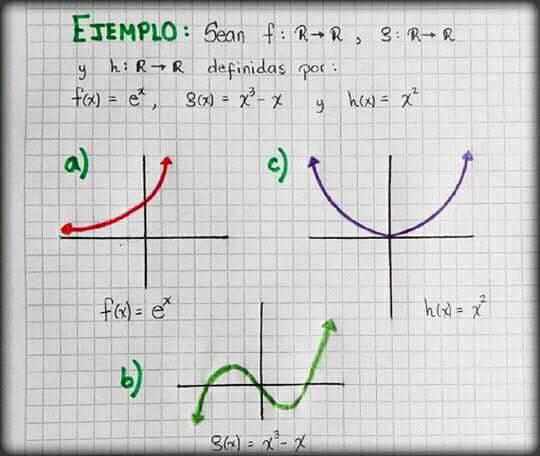 EJEMPLO: Sean f: ℝ→ℝ, g: ℝ→ℝ
y h: ℝ→ℝ definidas por:
f(x) = eˣ, g(x) = x³ - x y h(x) = x²
a)
c)
f(x) = eˣ
h(x) = x²
b)
g(x) = x³ - x